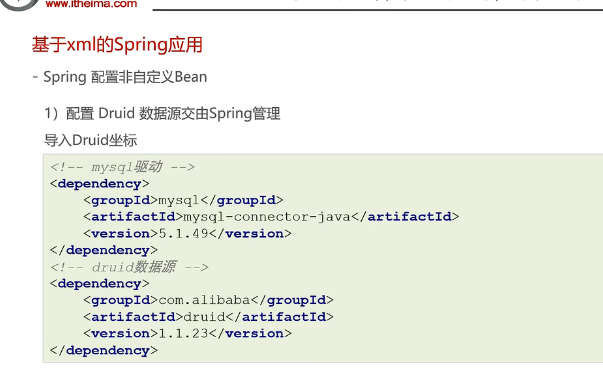 www.itheima.com
基于xml的Spring应用
- Spring 配置非自定义Bean
1）配置 Druid 数据源交由Spring管理
导入Druid坐标
<!-- mysql驱动 -->
<dependency>
    <groupId>mysql</groupId>
    <artifactId>mysql-connector-java</artifactId>
    <version>5.1.49</version>
</dependency>
<!-- druid数据源 -->
<dependency>
    <groupId>com.alibaba</groupId>
    <artifactId>druid</artifactId>
    <version>1.1.23</version>
</dependency>